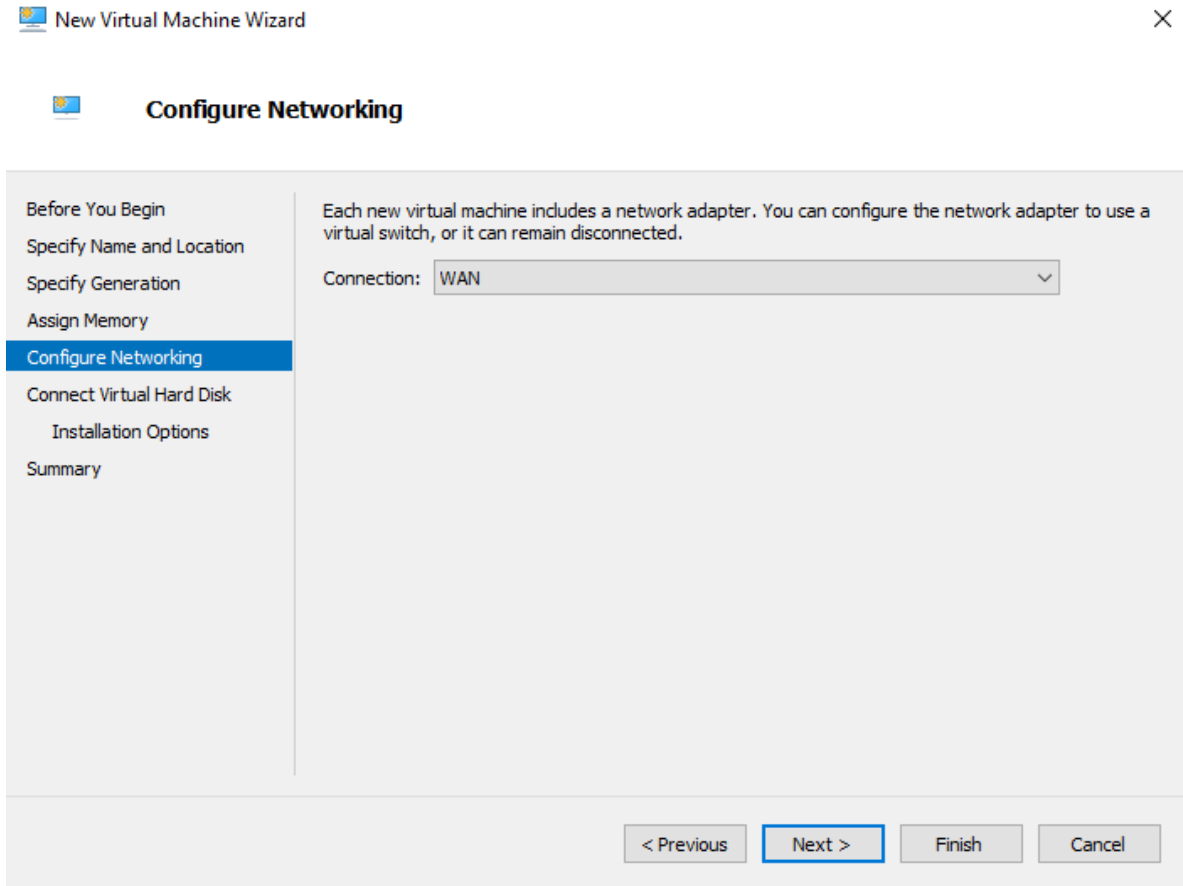 New Virtual Machine Wizard
Configure Networking
Before You Begin
Specify Name and Location
Specify Generation
Assign Memory
Configure Networking
Connect Virtual Hard Disk
Installation Options
Summary
Each new virtual machine includes a network adapter. You can configure the network adapter to use a
virtual switch, or it can remain disconnected.
Connection: WAN
< Previous Next > Finish Cancel